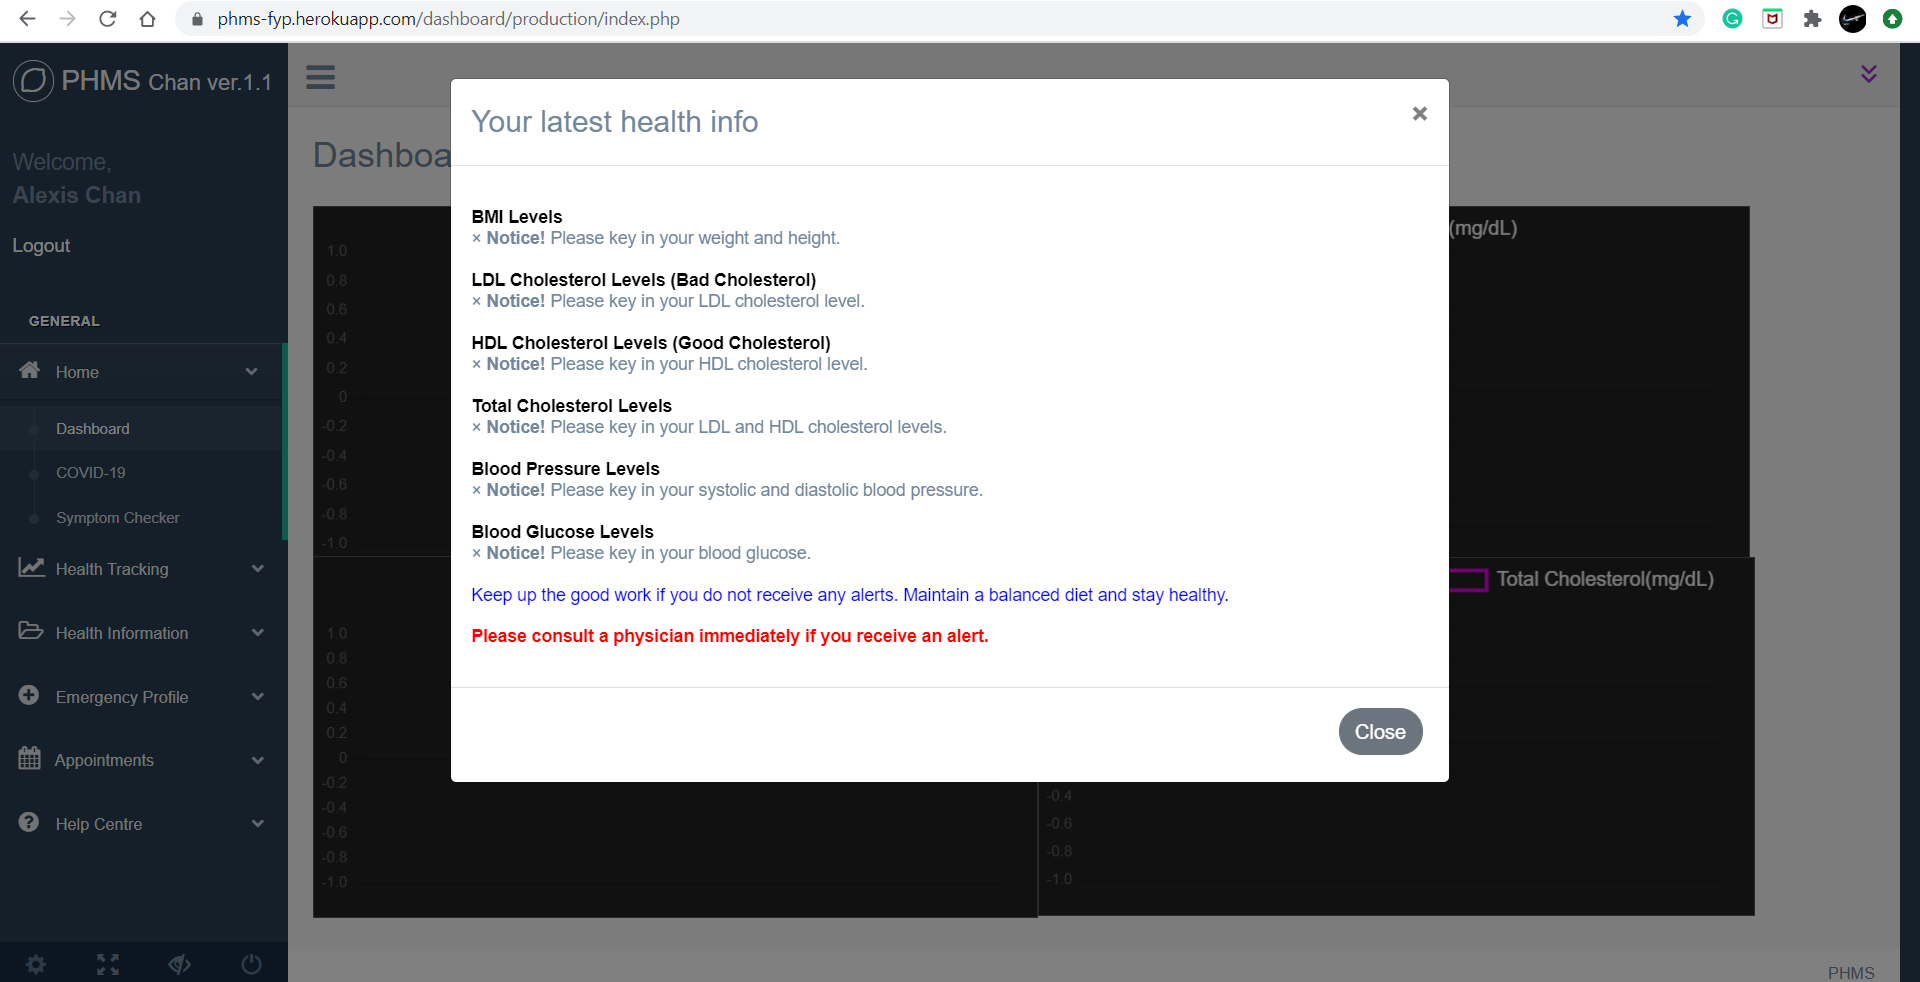 phms-fyp.herokuapp.com/dashboard/production/index.php
PHMS Chan ver.1.1
Welcome,
Alexis Chan
Logout
GENERAL
Home
Dashboard
COVID-19
Symptom Checker
Health Tracking
Health Information
Emergency Profile
Appointments
Help Centre
Dashboa
Your latest health info
×
BMI Levels
× Notice! Please key in your weight and height.
LDL Cholesterol Levels (Bad Cholesterol)
× Notice! Please key in your LDL cholesterol level.
HDL Cholesterol Levels (Good Cholesterol)
× Notice! Please key in your HDL cholesterol level.
Total Cholesterol Levels
× Notice! Please key in your LDL and HDL cholesterol levels.
Blood Pressure Levels
× Notice! Please key in your systolic and diastolic blood pressure.
Blood Glucose Levels
× Notice! Please key in your blood glucose.
Keep up the good work if you do not receive any alerts. Maintain a balanced diet and stay healthy.
Please consult a physician immediately if you receive an alert.
Close
1.0
0.8
0.6
0.4
0.2
0
-0.2
-0.4
-0.6
-0.8
-1.0
(mg/dL)
1.0
0.8
0.6
0.4
0.2
0
-0.2
-0.4
-0.6
-0.8
-1.0
Total Cholesterol(mg/dL)
-0.4
-0.6
-0.8
-1.0
PHMS